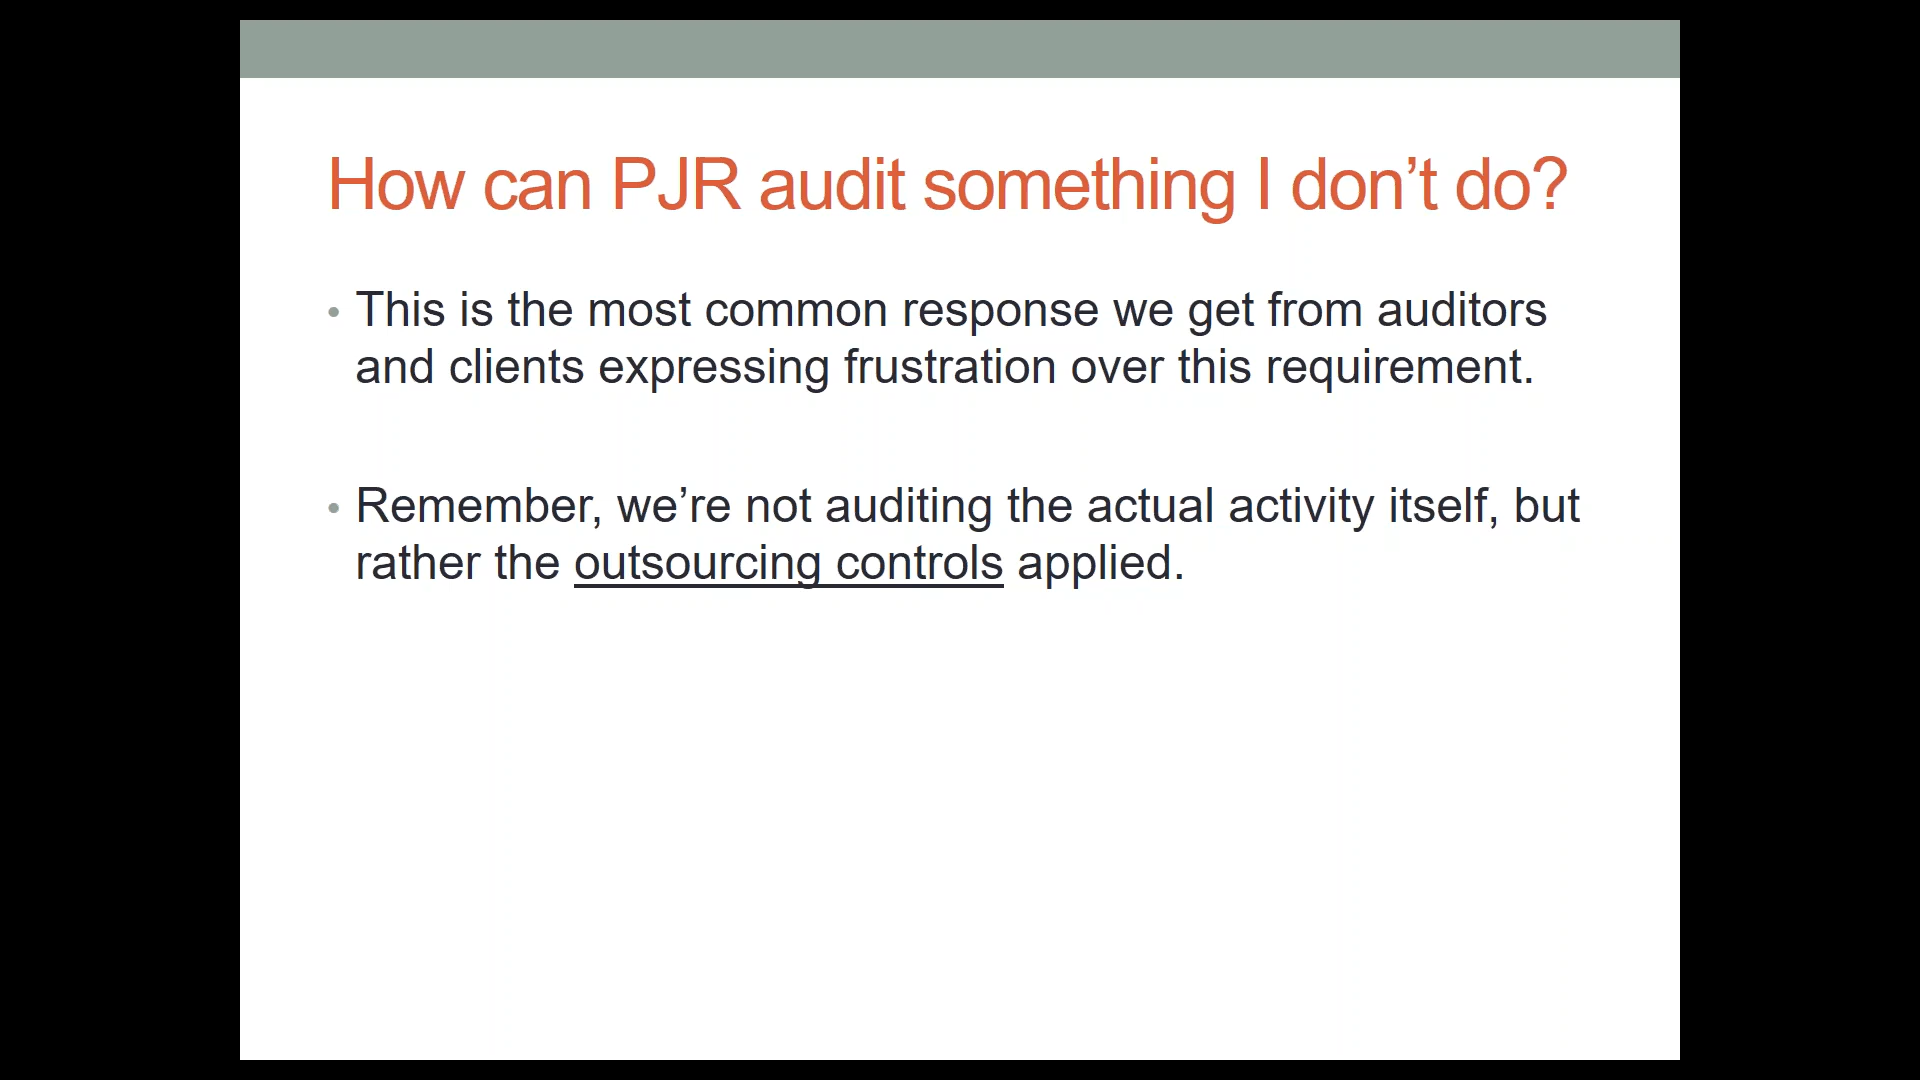 How can PJR audit something I don’t do?
• This is the most common response we get from auditors
and clients expressing frustration over this requirement.
• Remember, we’re not auditing the actual activity itself, but
rather the outsourcing controls applied.